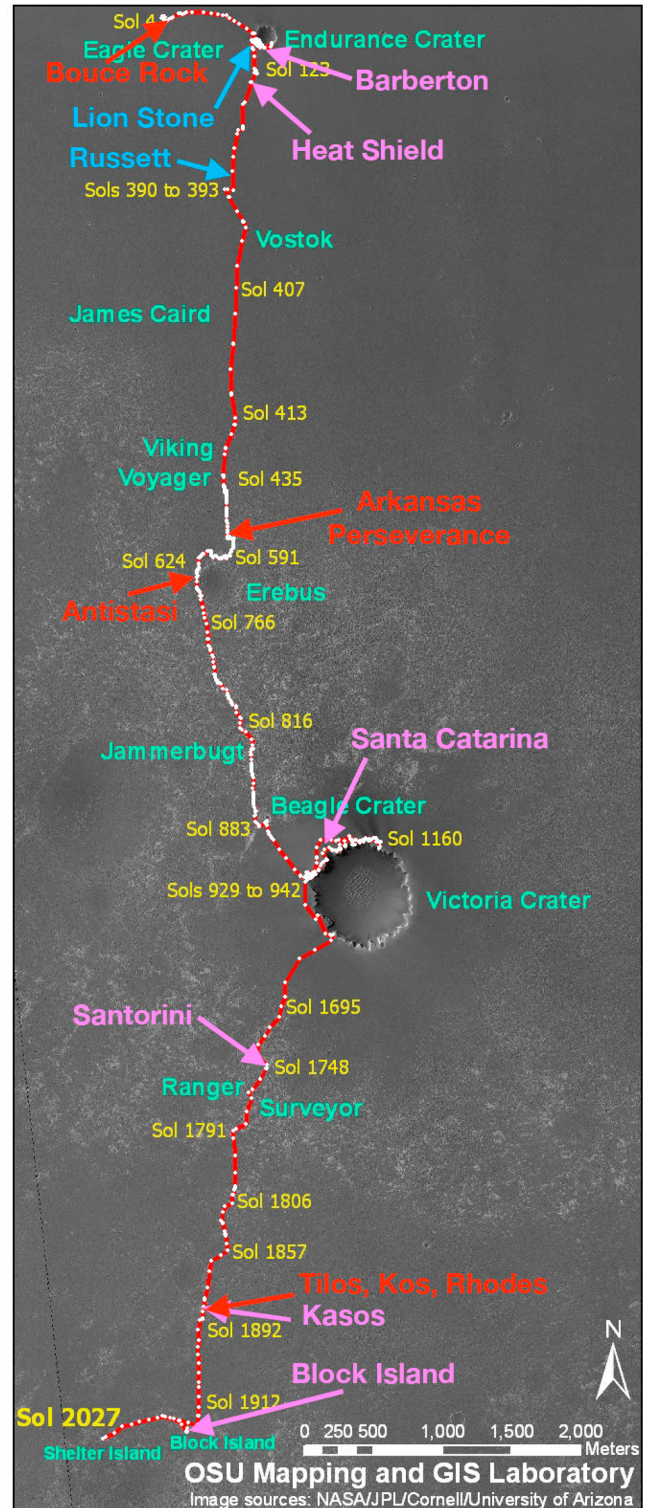 Sol 4
Eagle Crater
Endurance Crater
Bouce Rock
Sol 123
Barberton
Lion Stone
Heat Shield
Russett
Sols 390 to 393
Vostok
Sol 407
James Caird
Sol 413
Viking
Voyager
Sol 435
Arkansas
Perseverance
Sol 624
Sol 591
Erebus
Antistasi
Sol 766
Sol 816
Santa Catarina
Jammerbugt
Beagle Crater
Sol 883
Sol 1160
Sols 929 to 942
Victoria Crater
Sol 1695
Santorini
Sol 1748
Ranger
Surveyor
Sol 1791
Sol 1806
Sol 1857
Tilos, Kos, Rhodes
Kasos
Sol 1892
N
Block Island
Sol 1912
Sol 2027
Shelter Island
Block Island
0 250 500 1,000 1,500 2,000
Meters
OSU Mapping and GIS Laboratory
Image sources: NASA/JPL/Cornell/University of Arizona